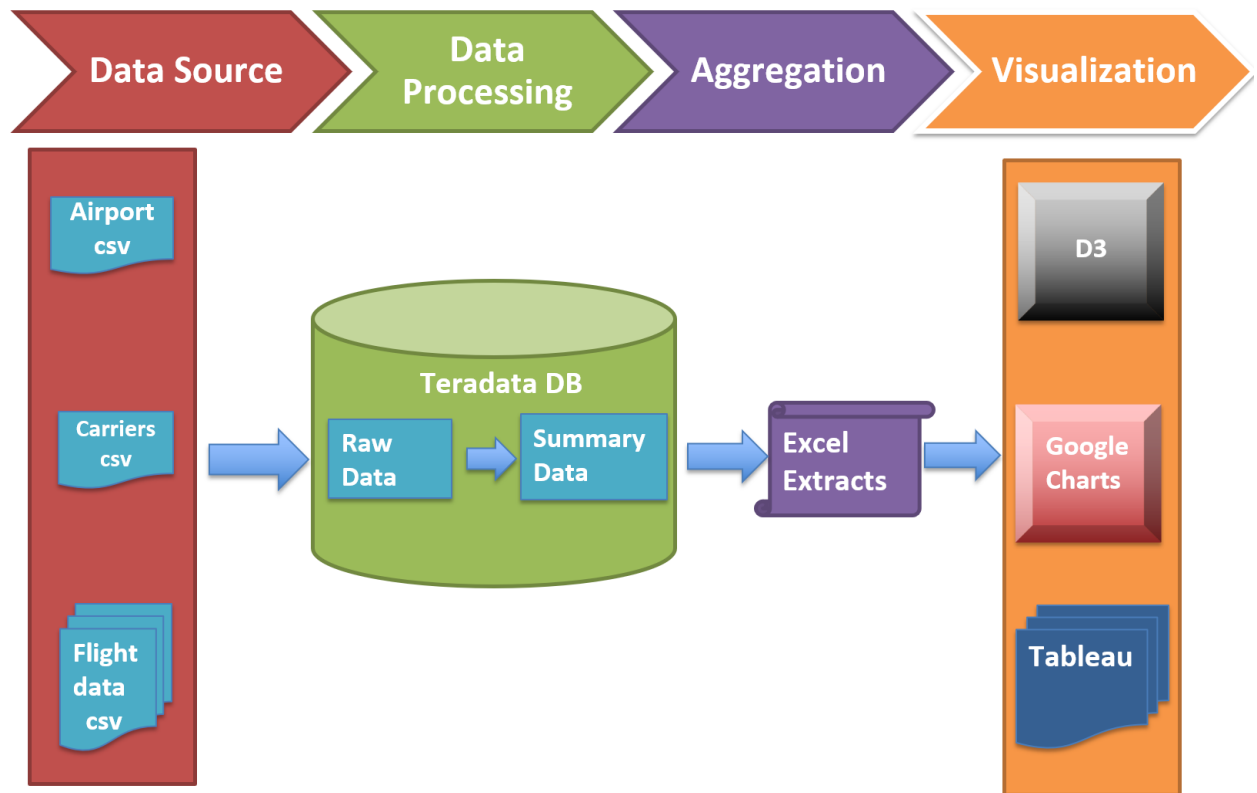 Data Source
Data
Processing
Aggregation
Visualization
Airport
csv
Carriers
csv
Flight
data
csv
Teradata DB
Raw
Data
Summary
Data
Excel
Extracts
D3
Google
Charts
Tableau